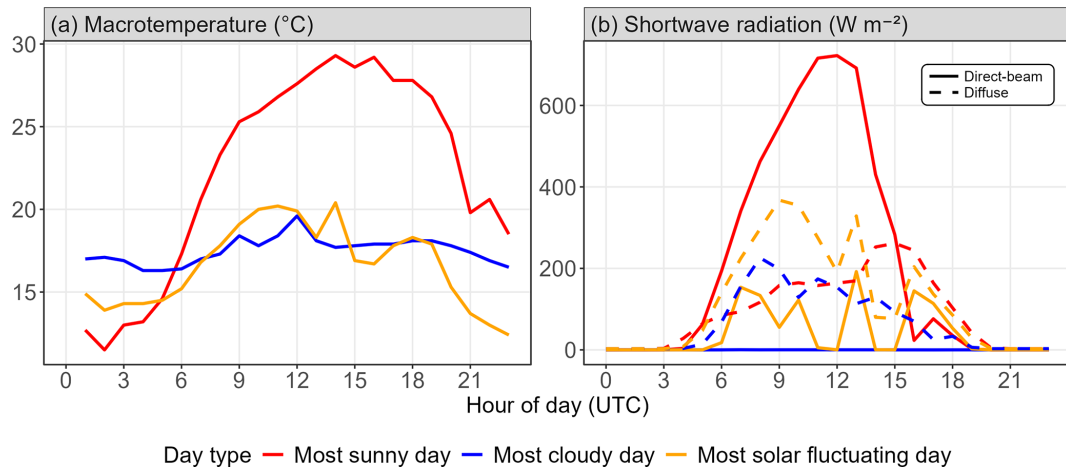 (a) Macrotemperature (°C)
(b) Shortwave radiation (W m⁻²)
30
25
20
15
600
400
200
0
Direct-beam
Diffuse
0 3 6 9 12 15 18 21
0 3 6 9 12 15 18 21
Hour of day (UTC)
Day type Most sunny day Most cloudy day Most solar fluctuating day